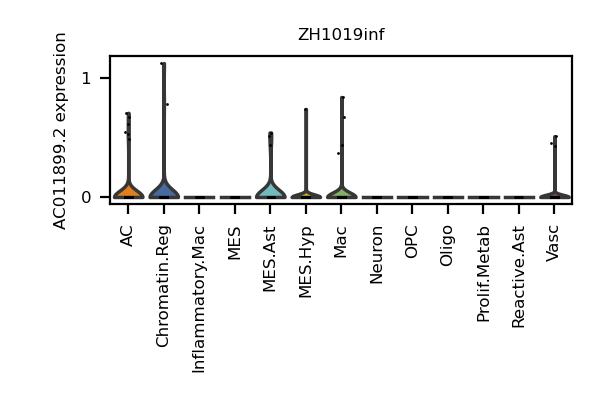 ZH1019inf
AC011899.2 expression
1
0
AC
Chromatin.Reg
Inflammatory.Mac
MES
MES.Ast
MES.Hyp
Mac
Neuron
OPC
Oligo
Prolif.Metab
Reactive.Ast
Vasc